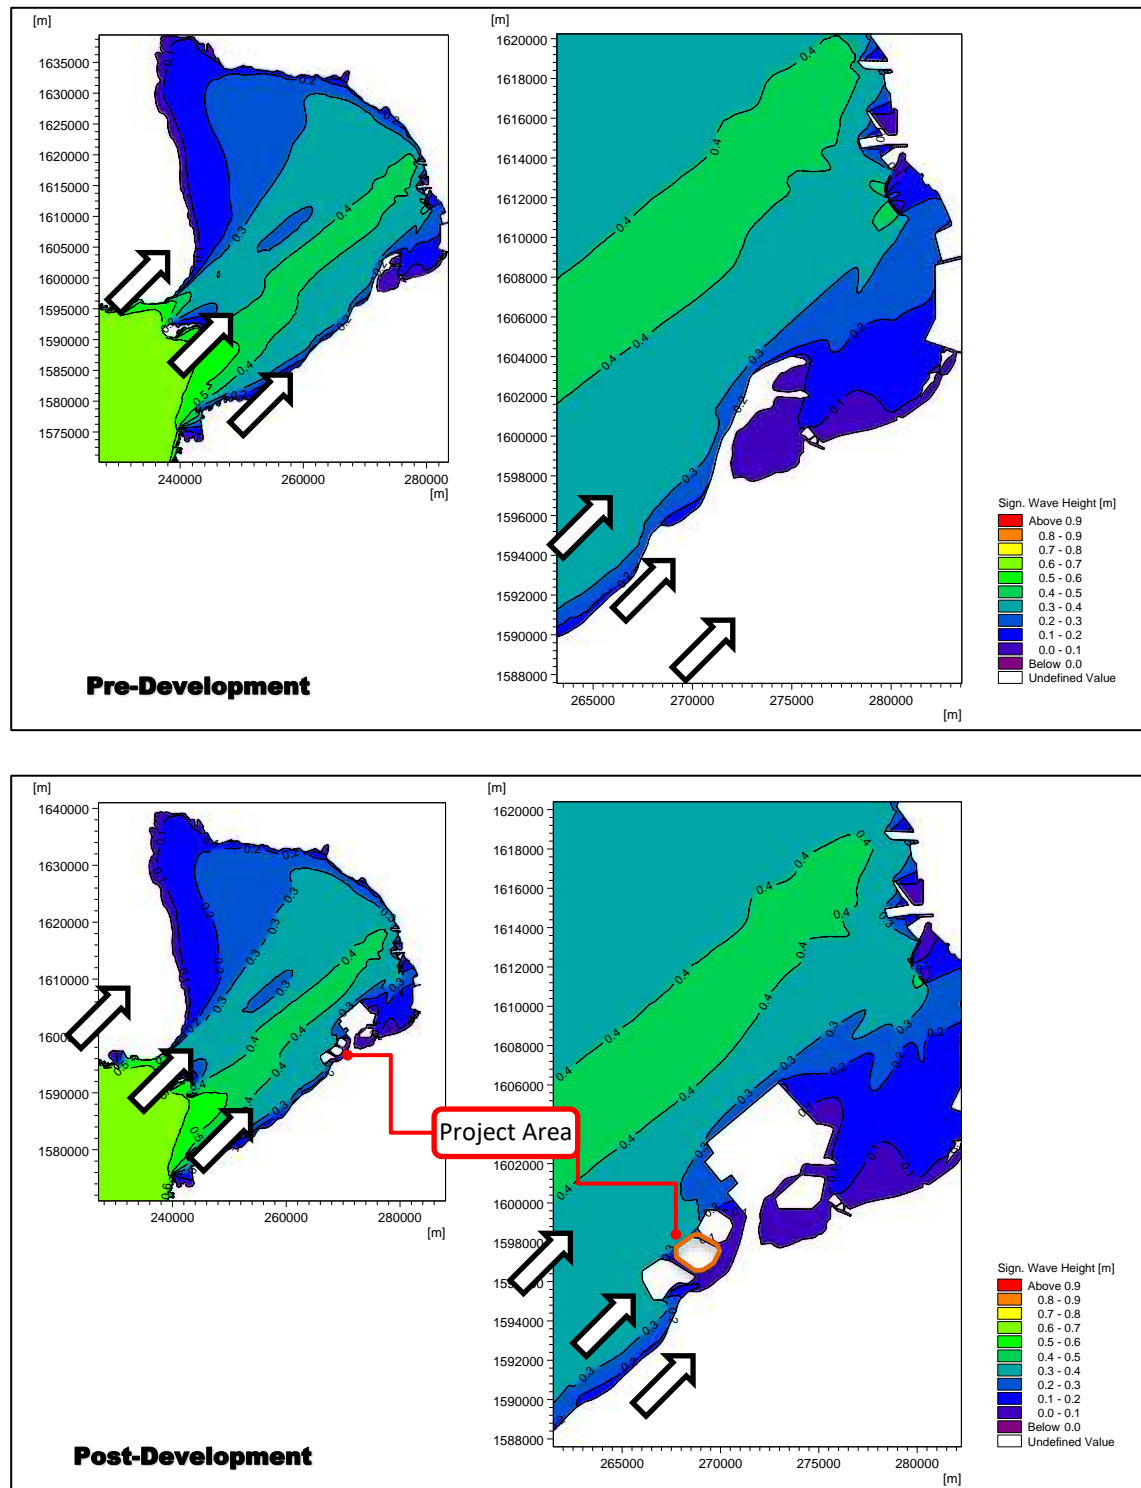 [m]
1635000
1630000
1625000
1620000
1615000
1610000
1605000
1600000
1595000
1590000
1585000
1580000
1575000
240000 260000 280000
[m]
[m]
1620000
1618000
1616000
1614000
1612000
1610000
1608000
1606000
1604000
1602000
1600000
1598000
1596000
1594000
1592000
1590000
1588000
265000 270000 275000 280000
[m]
Sign. Wave Height [m]
Above 0.9
0.8 - 0.9
0.7 - 0.8
0.6 - 0.7
0.5 - 0.6
0.4 - 0.5
0.3 - 0.4
0.2 - 0.3
0.1 - 0.2
0.0 - 0.1
Below 0.0
Undefined Value
Pre-Development
[m]
1640000
1630000
1620000
1610000
1590000
1580000
240000 260000 280000
[m]
1620000
1618000
1616000
1614000
1612000
1610000
1608000
1606000
1602000
1600000
1598000
1594000
1592000
1590000
1588000
265000 270000 275000 280000
[m]
Project Area
Sign. Wave Height [m]
Above 0.9
0.8 - 0.9
0.7 - 0.8
0.6 - 0.7
0.5 - 0.6
0.4 - 0.5
0.3 - 0.4
0.2 - 0.3
0.1 - 0.2
0.0 - 0.1
Below 0.0
Undefined Value
Post-Development